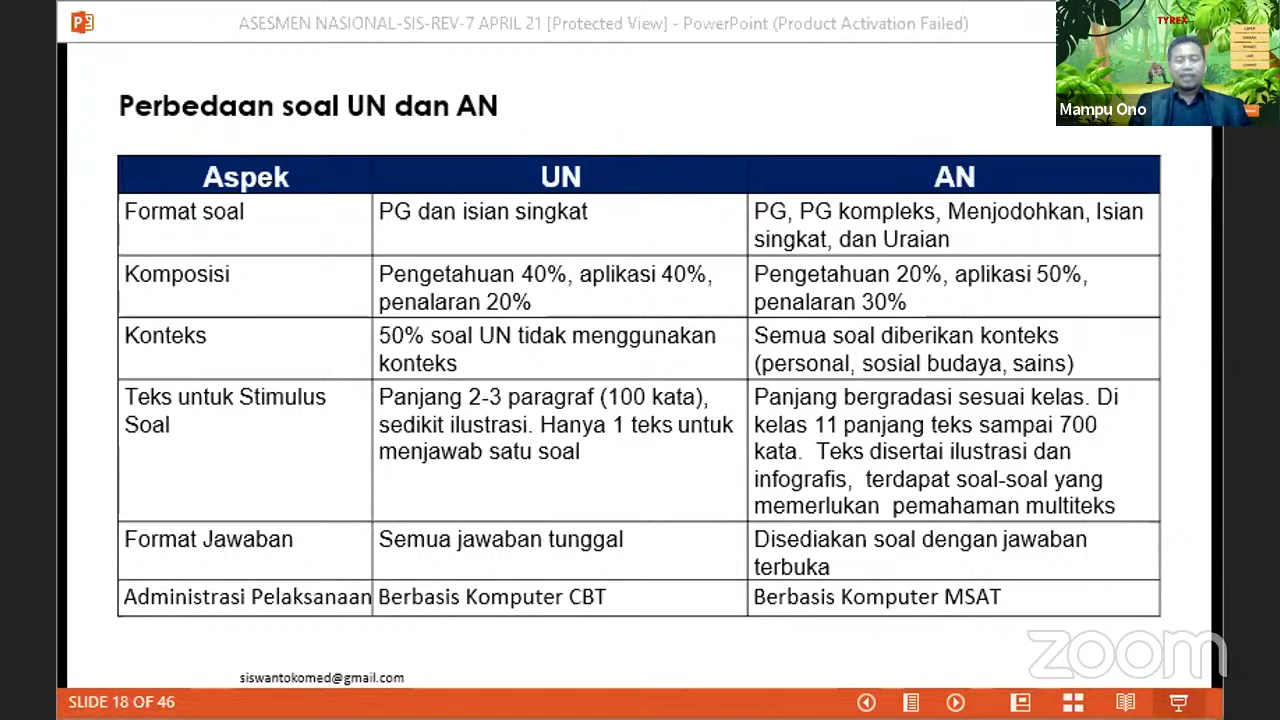 ASESMEN NASIONAL-SIS-REV-7 APRIL 21 [Protected View] - PowerPoint (Product Activation Failed)
TYREX
Mampu Ono
Perbedaan soal UN dan AN
Aspek UN AN
Format soal PG dan isian singkat PG, PG kompleks, Menjodohkan, Isian
singkat, dan Uraian
Komposisi Pengetahuan 40%, aplikasi 40%, Pengetahuan 20%, aplikasi 50%,
penalaran 20% penalaran 30%
Konteks 50% soal UN tidak menggunakan Semua soal diberikan konteks
konteks (personal, sosial budaya, sains)
Teks untuk Stimulus Panjang 2-3 paragraf (100 kata), Panjang bergradasi sesuai kelas. Di
Soal sedikit ilustrasi. Hanya 1 teks untuk kelas 11 panjang teks sampai 700
menjawab satu soal kata. Teks disertai ilustrasi dan
infografis, terdapat soal-soal yang
memerlukan pemahaman multiteks
Format Jawaban Semua jawaban tunggal Disediakan soal dengan jawaban
terbuka
Administrasi Pelaksanaan Berbasis Komputer CBT Berbasis Komputer MSAT
zoom
siswantokomed@gmail.com
SLIDE 18 OF 46